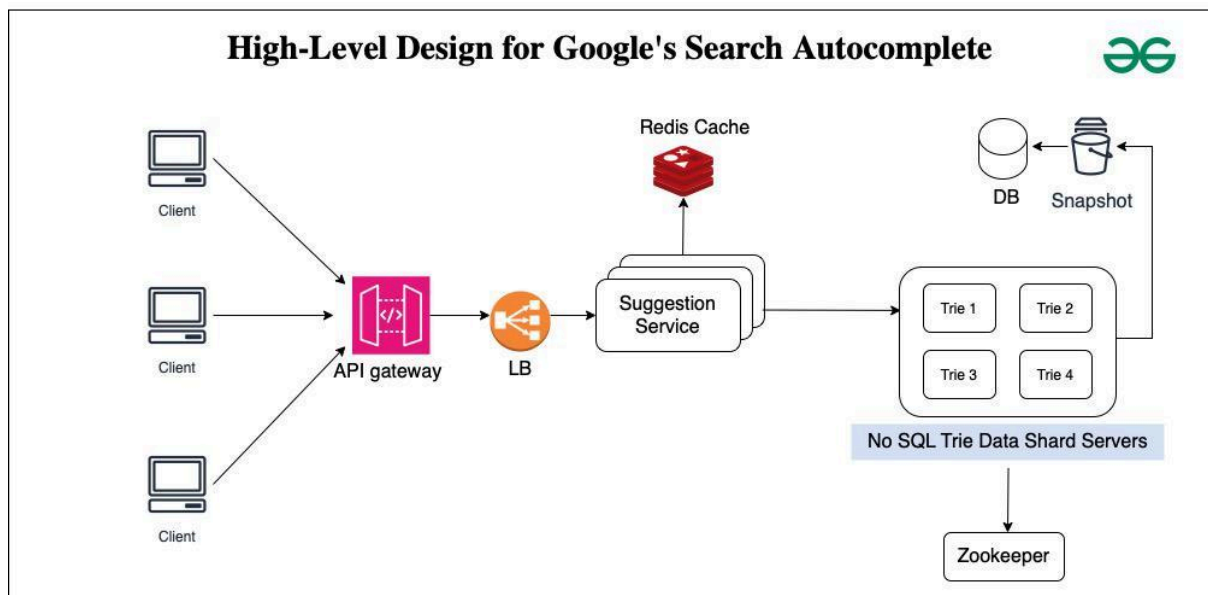 High-Level Design for Google's Search Autocomplete
Client
Client
Client
</>
API gateway
LB
Redis Cache
Suggestion
Service
DB
Snapshot
Trie 1
Trie 2
Trie 3
Trie 4
No SQL Trie Data Shard Servers
Zookeeper